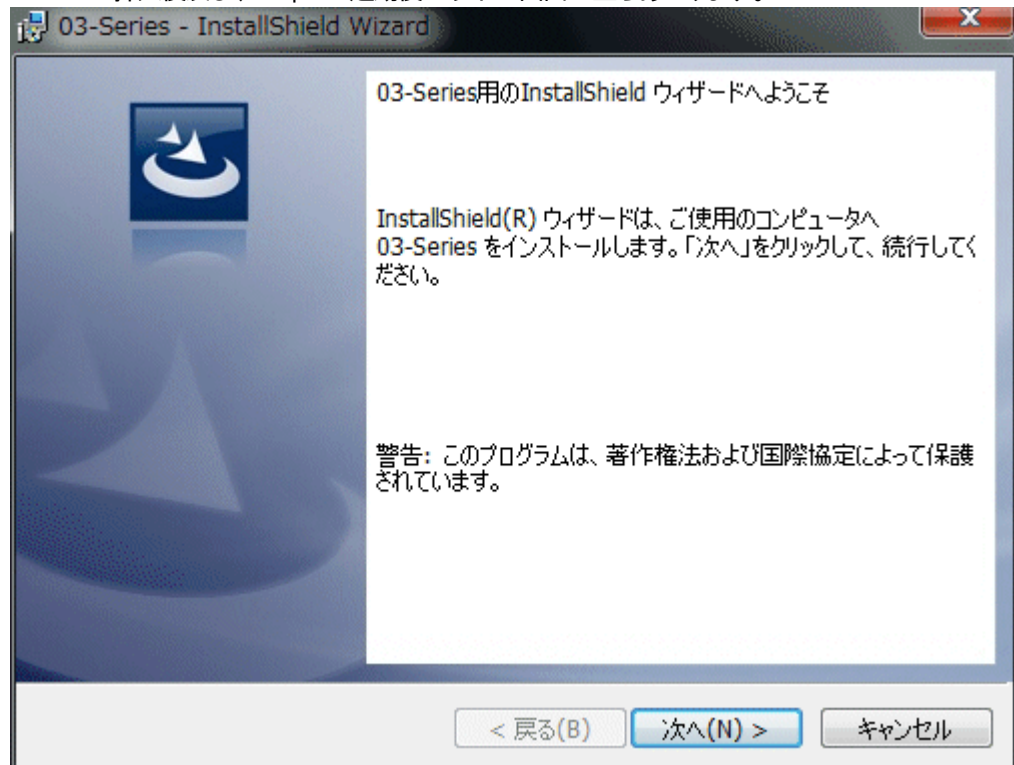 03-Series - InstallShield Wizard
03-Series用のInstallShield ウィザードへようこそ
InstallShield(R) ウィザードは、ご使用のコンピュータへ
03-Series をインストールします。「次へ」をクリックして、続行してく
ださい。
警告: このプログラムは、著作権法および国際協定によって保護
されています。
< 戻る(B)
次へ(N) >
キャンセル